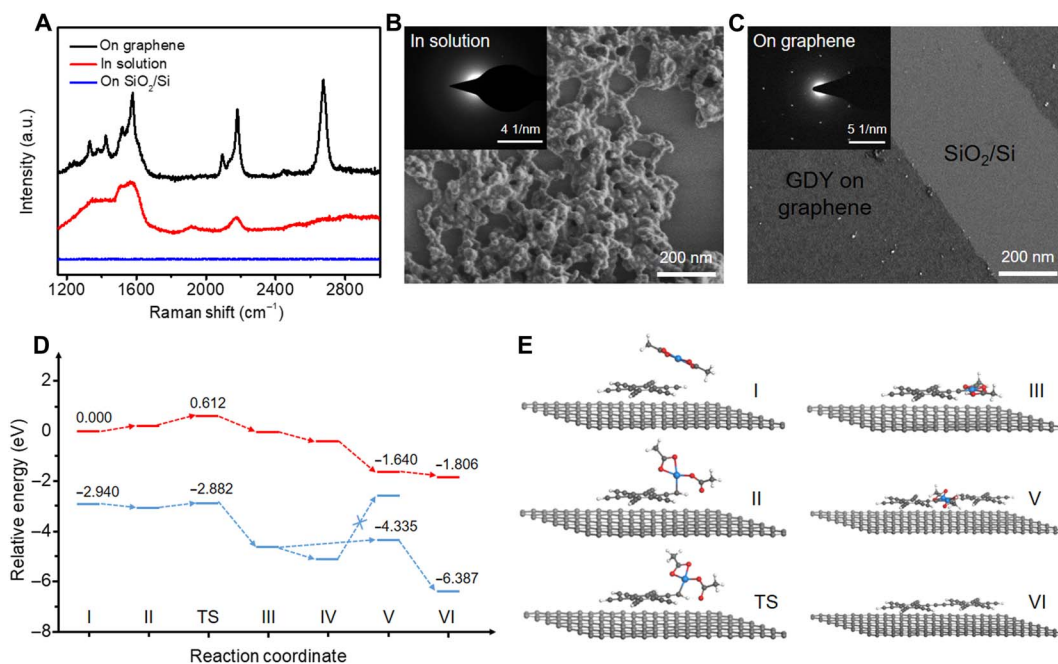 A
On graphene
In solution
On SiO₂/Si
Intensity (a.u.)
1200 1600 2000 2400 2800
Raman shift (cm⁻¹)
B
In solution
4 1/nm
200 nm
C
On graphene
5 1/nm
SiO₂/Si
GDY on
graphene
200 nm
D
Relative energy (eV)
2
0
−2
−4
−6
−8
0.000
0.612
−1.640
−1.806
−2.940
−2.882
−4.335
−6.387
I II TS III IV V VI
Reaction coordinate
E
I
II
TS
III
V
VI